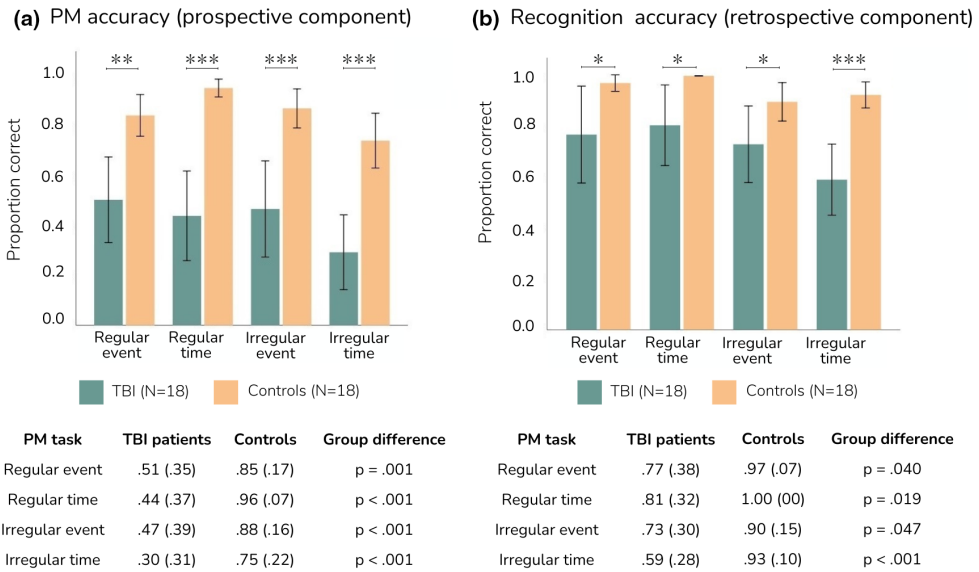 (a) PM accuracy (prospective component)
Proportion correct
1.0
0.8
0.6
0.4
0.2
0.0
** *** *** ***
Regular event
Regular time
Irregular event
Irregular time
TBI (N=18) Controls (N=18)
PM task TBI patients Controls Group difference
Regular event .51 (.35) .85 (.17) p = .001
Regular time .44 (.37) .96 (.07) p < .001
Irregular event .47 (.39) .88 (.16) p < .001
Irregular time .30 (.31) .75 (.22) p < .001
(b) Recognition accuracy (retrospective component)
Proportion correct
1.0
0.8
0.6
0.4
0.2
0.0
* * * ***
Regular event
Regular time
Irregular event
Irregular time
TBI (N=18) Controls (N=18)
PM task TBI patients Controls Group difference
Regular event .77 (.38) .97 (.07) p = .040
Regular time .81 (.32) 1.00 (00) p = .019
Irregular event .73 (.30) .90 (.15) p = .047
Irregular time .59 (.28) .93 (.10) p < .001